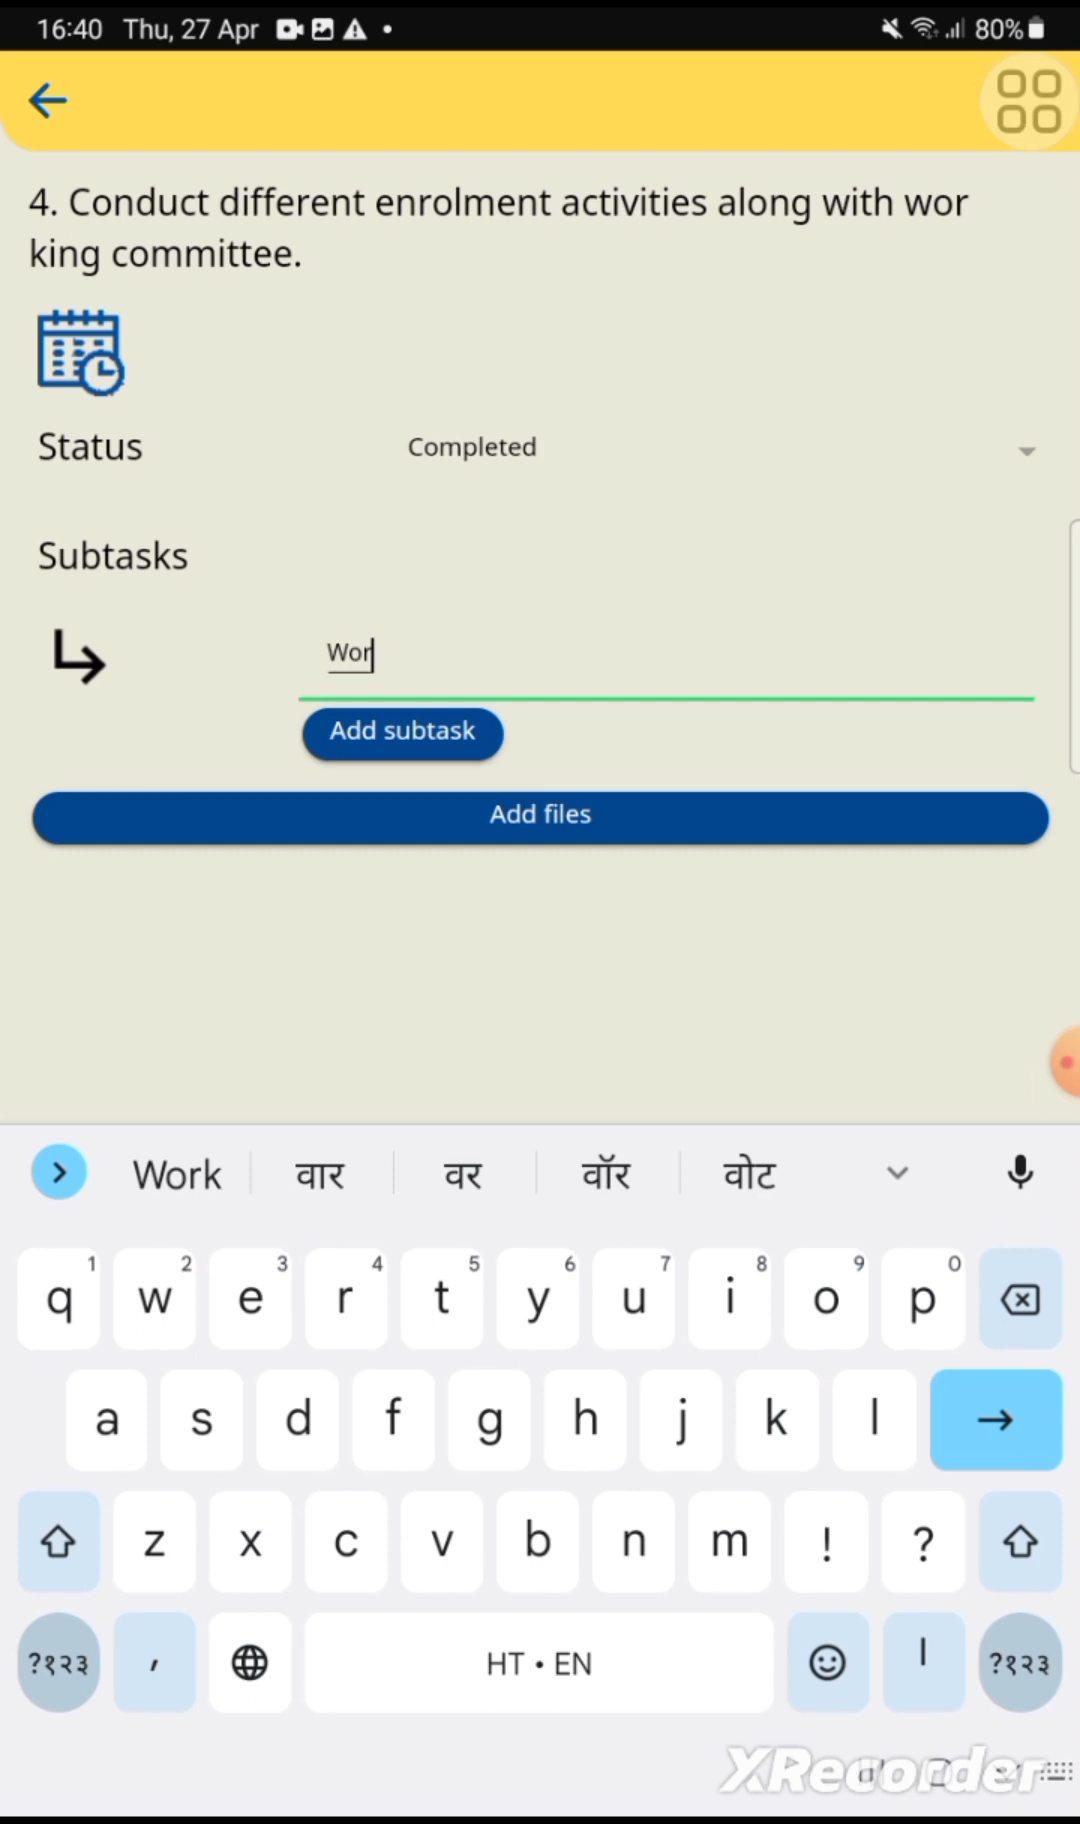 16:40 Thu, 27 Apr 80%
4. Conduct different enrolment activities along with wor
king committee.
Status Completed
Subtasks
Wor
Add subtask
Add files
Work वार वर वॉर वोट
1 2 3 4 5 6 7 8 9 0
q w e r t y u i o p
a s d f g h j k l
z x c v b n m ! ?
?१२३ , HT • EN । ?१२३
XRecorder